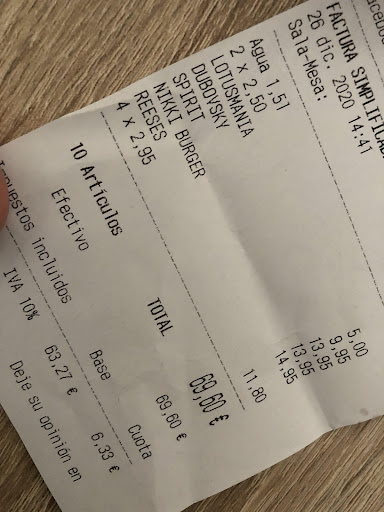 FACTURA SIMPLIFICAD
26 dic. 2020 14:41
Sala-Mesa:
Agua 1,5l
2 x 2,50 5,00
LOTUSMANIA 9,95
DUBOVSKY 13,95
SPIRIT 13,95
NIKKI BURGER 14,95
REESES
4 x 2,95 11,80
10 Artículos TOTAL 69,60 €
Efectivo 69,60 €
puestos incluidos Base Cuota
IVA 10% 63,27 € 6,33 €
Deje su opinión en